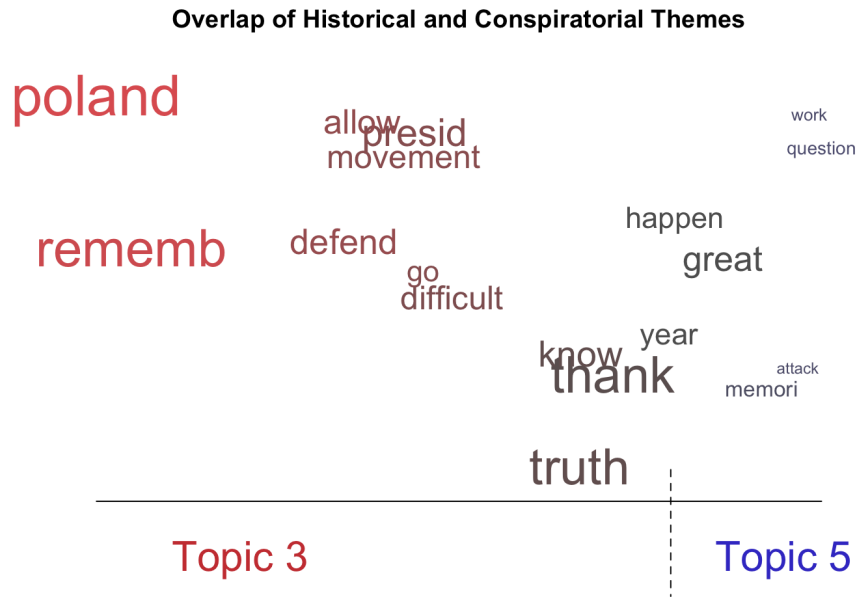 Overlap of Historical and Conspiratorial Themes
poland
allow
presid
movement
work
question
rememb
defend
go
difficult
happen
great
year
know
thank
attack
memori
truth
Topic 3
Topic 5